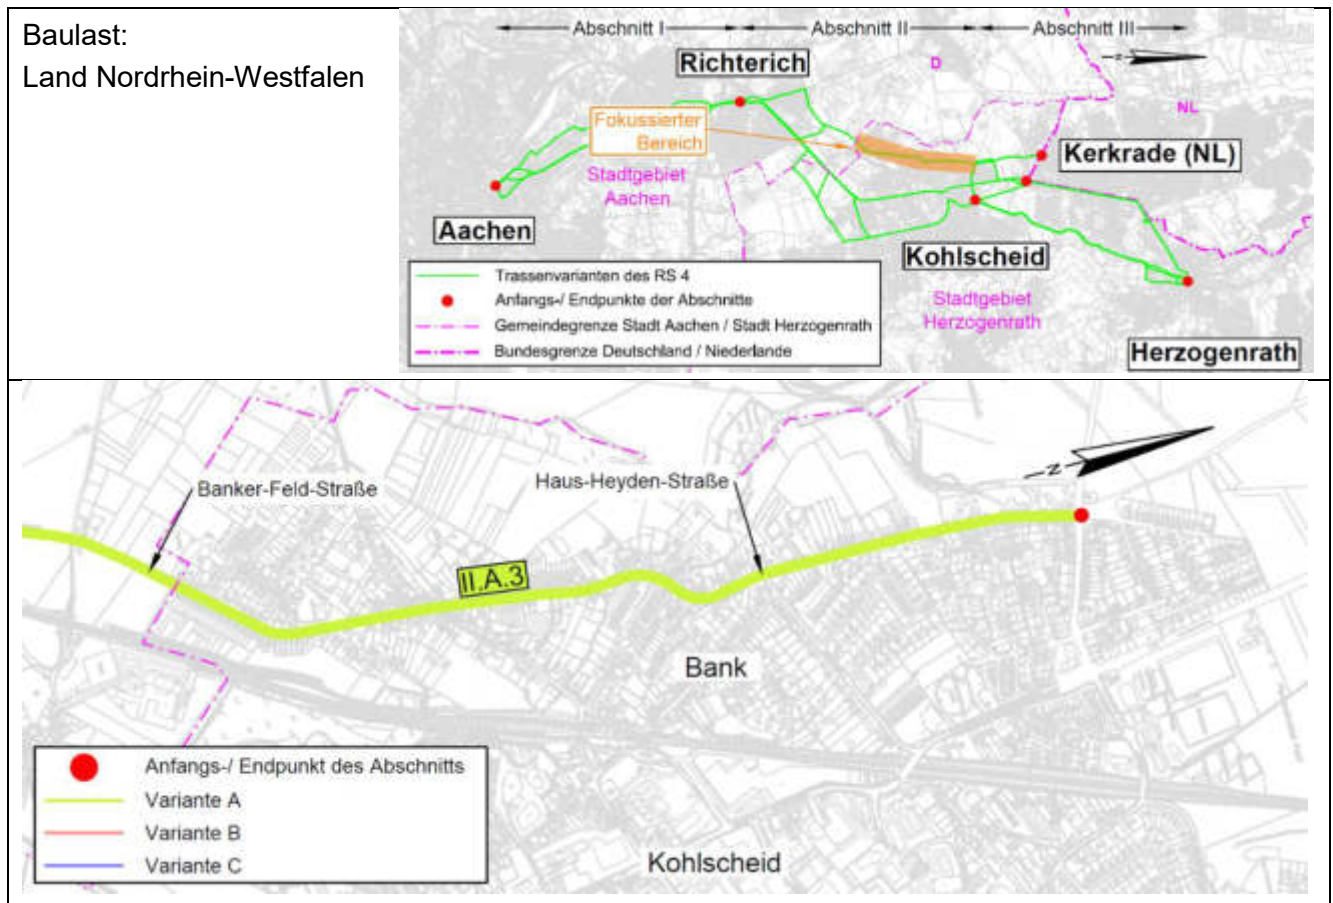 Baulast:
Land Nordrhein-Westfalen
Abschnitt I
Abschnitt II
Abschnitt III
Richterich
D
N
NL
Fokussierter
Bereich
Kerkrade (NL)
Stadtgebiet
Aachen
Aachen
Kohlscheid
Trassenvarianten des RS 4
Anfangs-/ Endpunkte der Abschnitte
Gemeindegrenze Stadt Aachen / Stadt Herzogenrath
Bundesgrenze Deutschland / Niederlande
Stadtgebiet
Herzogenrath
Herzogenrath
Banker-Feld-Straße
Haus-Heyden-Straße
N
II.A.3
Bank
Anfangs-/ Endpunkt des Abschnitts
Variante A
Variante B
Variante C
Kohlscheid